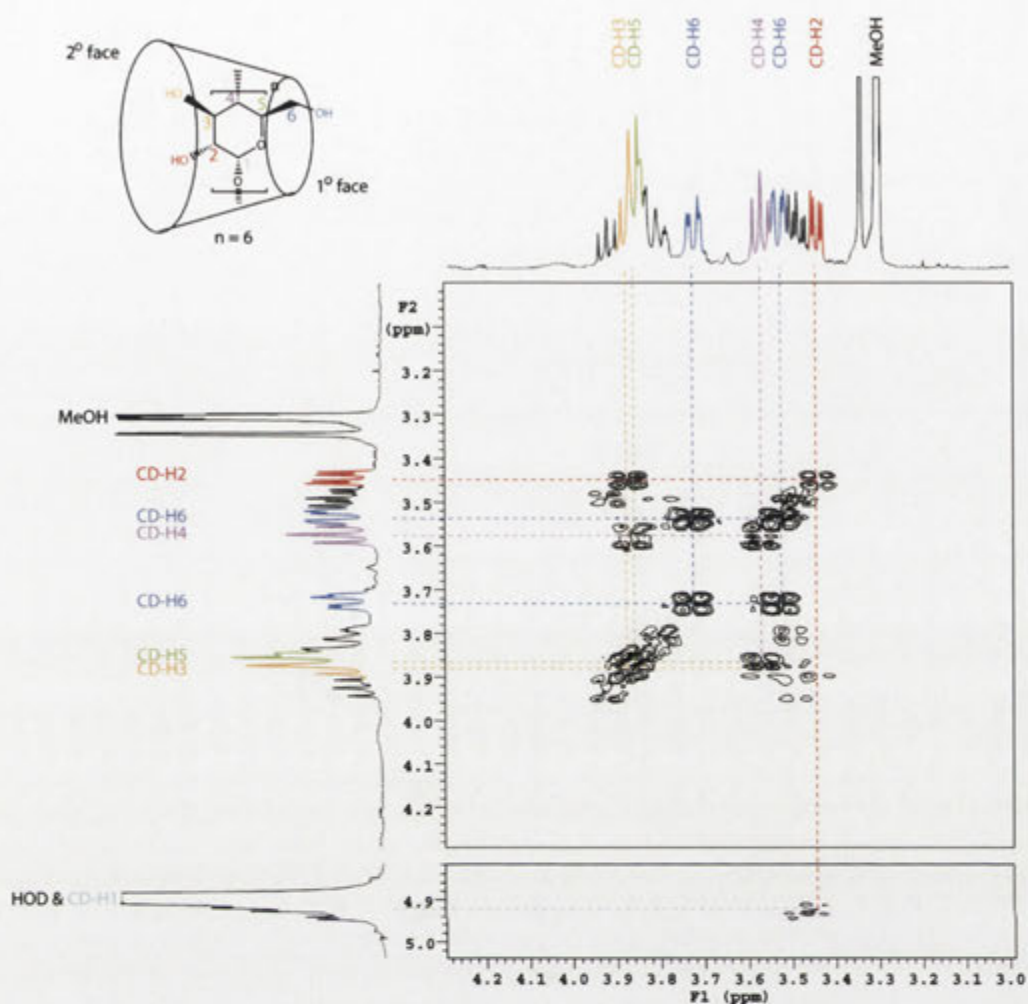 2° face
HO
4
5
O
3
6
OH
HO
2
1
O
1° face
n = 6
CD-H3
CD-H5
CD-H6
CD-H4
CD-H6
CD-H2
MeOH
F2
(ppm)
3.2
MeOH
3.3
3.4
CD-H2
3.5
CD-H6
CD-H4
3.6
3.7
CD-H6
3.8
CD-H5
CD-H3
3.9
4.0
4.1
4.2
HOD & CD-H1
4.9
5.0
4.2 4.1 4.0 3.9 3.8 3.7 3.6 3.5 3.4 3.3 3.2 3.1 3.0
F1 (ppm)